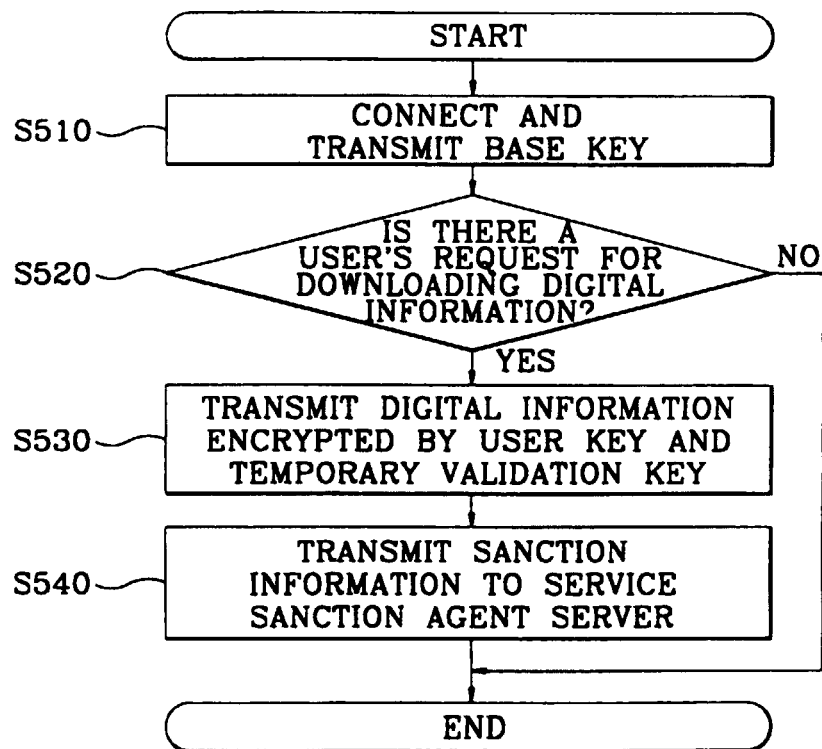 START
S510
CONNECT AND
TRANSMIT BASE KEY
S520
IS THERE A
USER'S REQUEST FOR
DOWNLOADING DIGITAL
INFORMATION?
NO
YES
S530
TRANSMIT DIGITAL INFORMATION
ENCRYPTED BY USER KEY AND
TEMPORARY VALIDATION KEY
S540
TRANSMIT SANCTION
INFORMATION TO SERVICE
SANCTION AGENT SERVER
END